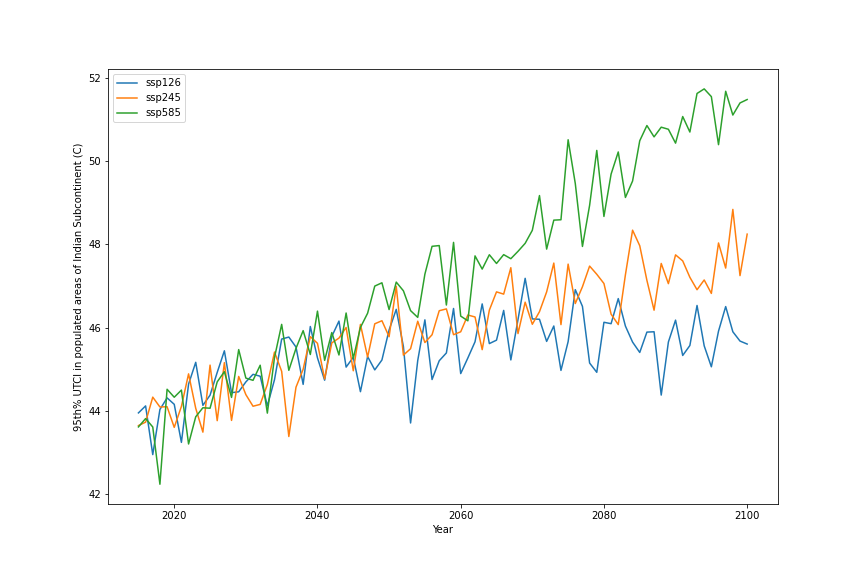 52
50
48
46
44
42
95th% UTCI in populated areas of Indian Subcontinent (C)
ssp126
ssp245
ssp585
2020
2040
2060
2080
2100
Year